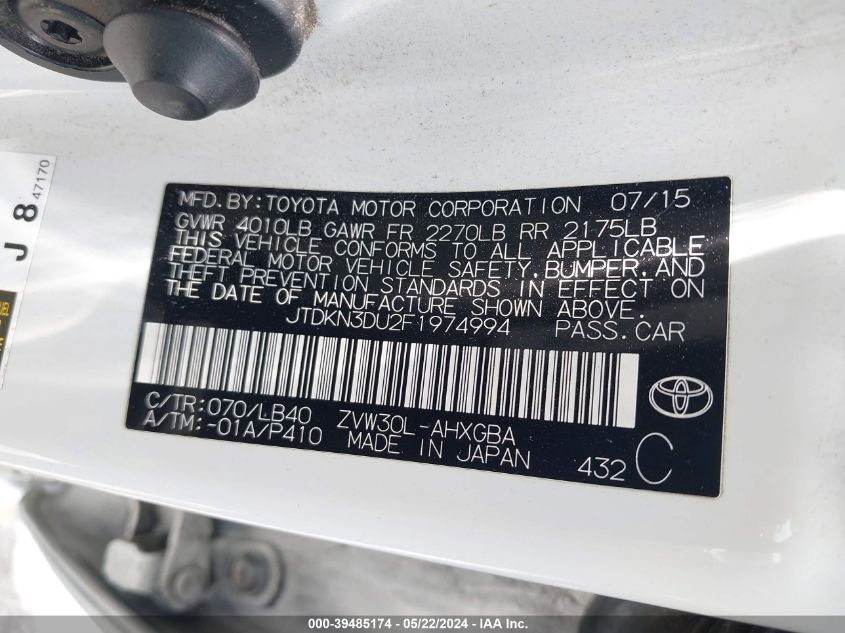 MFD. BY: TOYOTA MOTOR CORPORATION 07/15
GVWR 4010LB GAWR FR 2270LB RR 2175LB
THIS VEHICLE CONFORMS TO ALL APPLICABLE
FEDERAL MOTOR VEHICLE SAFETY, BUMPER, AND
THEFT PREVENTION STANDARDS IN EFFECT ON
THE DATE OF MANUFACTURE SHOWN ABOVE.
JTDKN3DU2F1974994 PASS. CAR
C/TR: 070/LB40 ZVW30L-AHXGBA
A/TM: -01A/P410 MADE IN JAPAN
432 C
J 8
47170
000-39485174 - 05/22/2024 - IAA Inc.